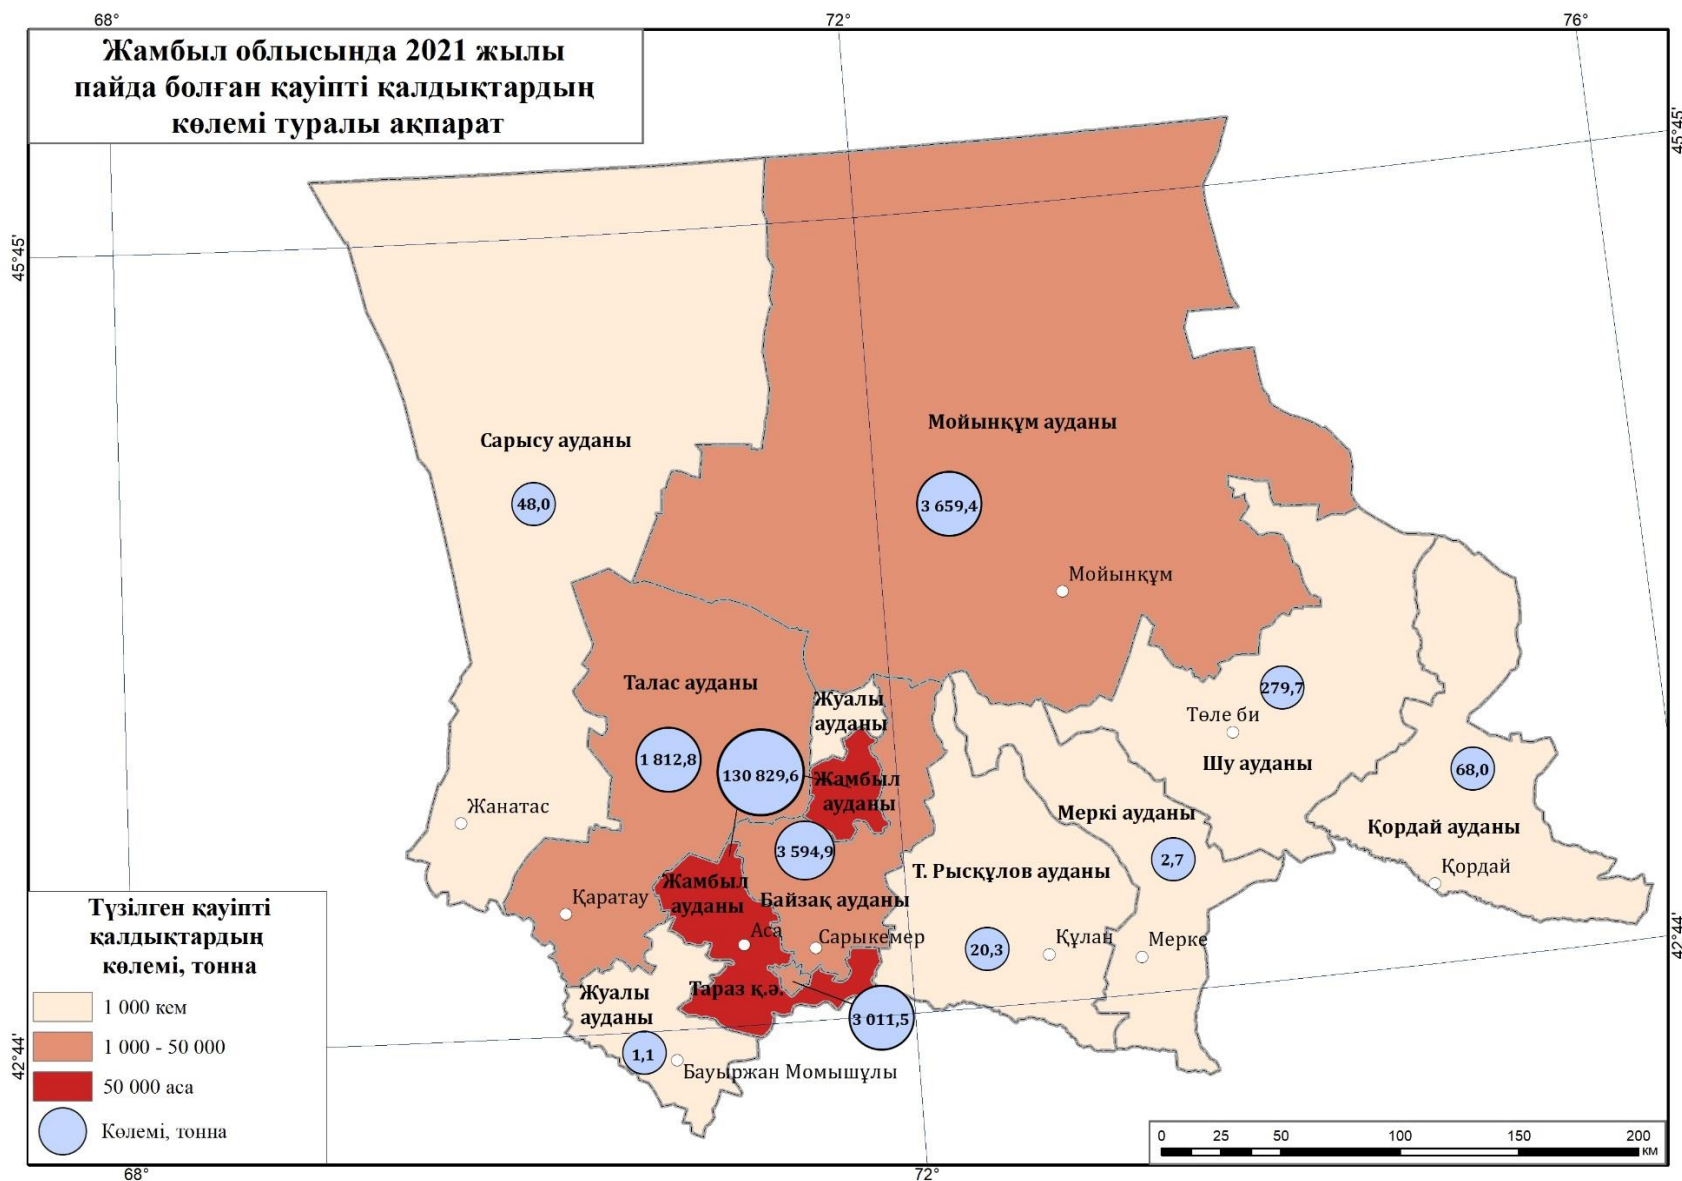 68°
72°
76°
Жамбыл облысында 2021 жылы
пайда болған қауіпті қалдықтардың
көлемі туралы ақпарат
45°45'
45°45'
Сарысу ауданы
48,0
Мойынқұм ауданы
3 659,4
Мойынқұм
Талас ауданы
1 812,8
130 829,6
Жуалы
ауданы
Жамбыл
ауданы
279,7
Төле би
Шу ауданы
68,0
Қордай ауданы
Қордай
Жанатас
Меркі ауданы
2,7
3 594,9
Т. Рысқұлов ауданы
Жамбыл
ауданы
Байзақ ауданы
Қаратау
Аса
Сарыкемер
20,3
Құлан
Мерке
Жуалы
ауданы
Тараз қ.ә.
3 011,5
1,1
Бауыржан Момышұлы
42°44'
42°44'
Түзілген қауіпті
қалдықтардың
көлемі, тонна
1 000 кем
1 000 - 50 000
50 000 аса
Көлемі, тонна
0 25 50 100 150 200
км
68°
72°